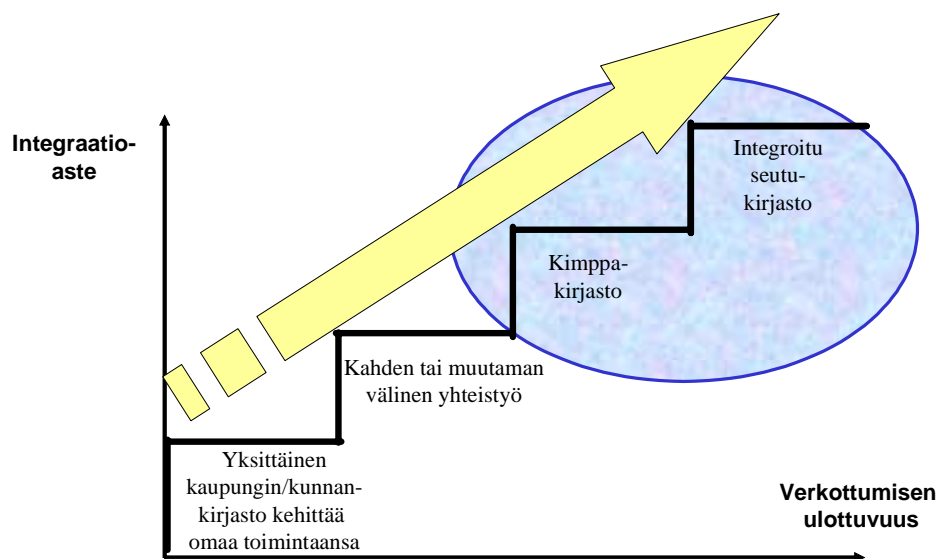 Integraatio-
aste
Integroitu
seutu-
kirjasto
Kimppa-
kirjasto
Kahden tai muutaman
välinen yhteistyö
Yksittäinen
kaupungin/kunnan-
kirjasto kehittää
omaa toimintaansa
Verkottumisen
ulottuvuus